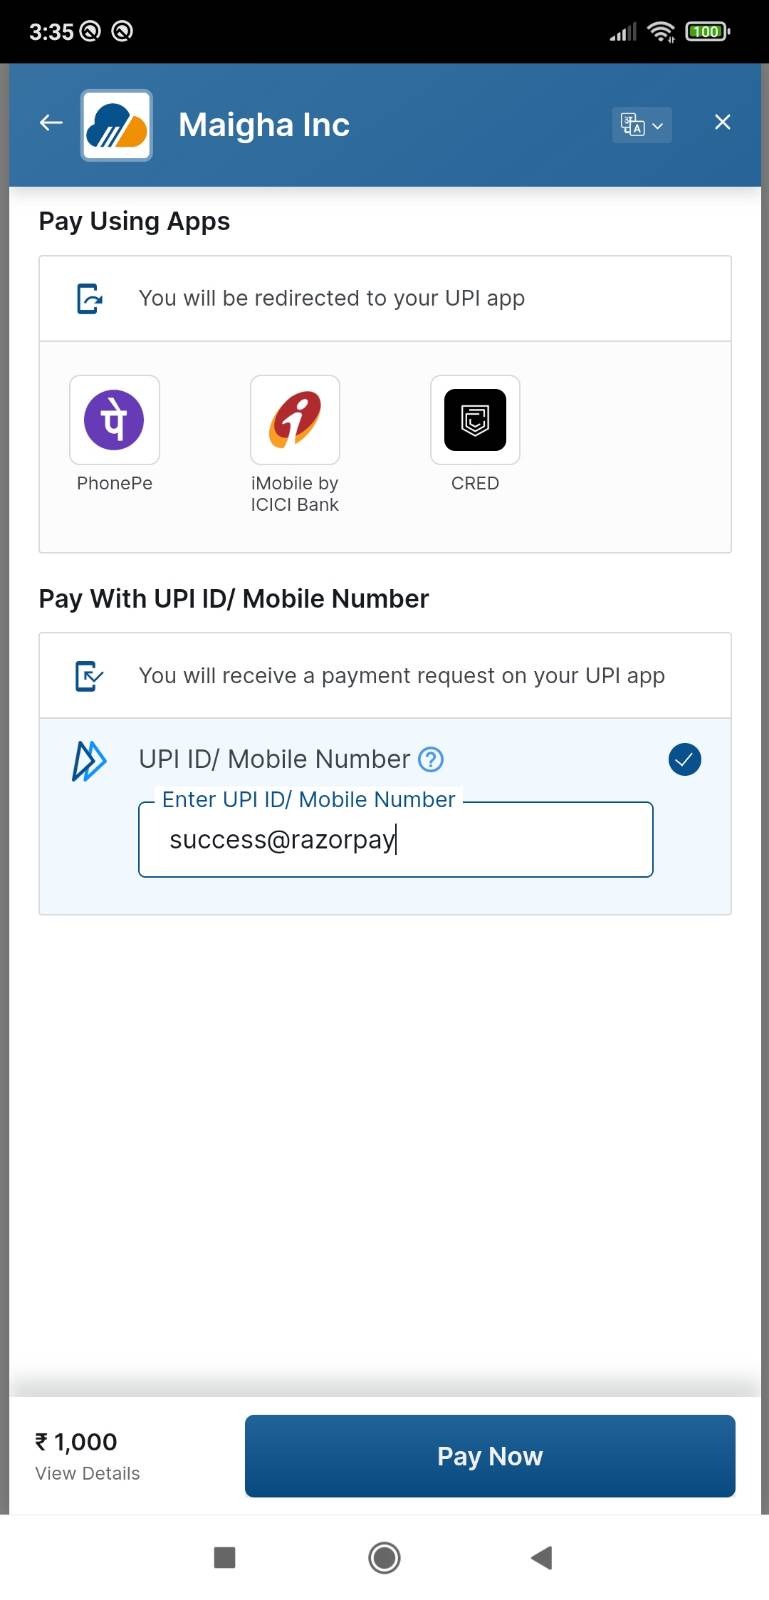 3:35
100
Maigha Inc
Pay Using Apps
You will be redirected to your UPI app
पे
i
PhonePe
iMobile by
ICICI Bank
CRED
Pay With UPI ID/ Mobile Number
You will receive a payment request on your UPI app
UPI ID/ Mobile Number ?
Enter UPI ID/ Mobile Number
success@razorpay
₹ 1,000
View Details
Pay Now